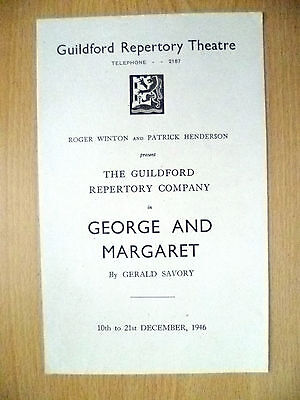 Guildford Repertory Theatre
TELEPHONE - - 2187
ROGER WINTON AND PATRICK HENDERSON
present
THE GUILDFORD
REPERTORY COMPANY
in
GEORGE AND
MARGARET
By GERALD SAVORY
10th to 21st DECEMBER, 1946